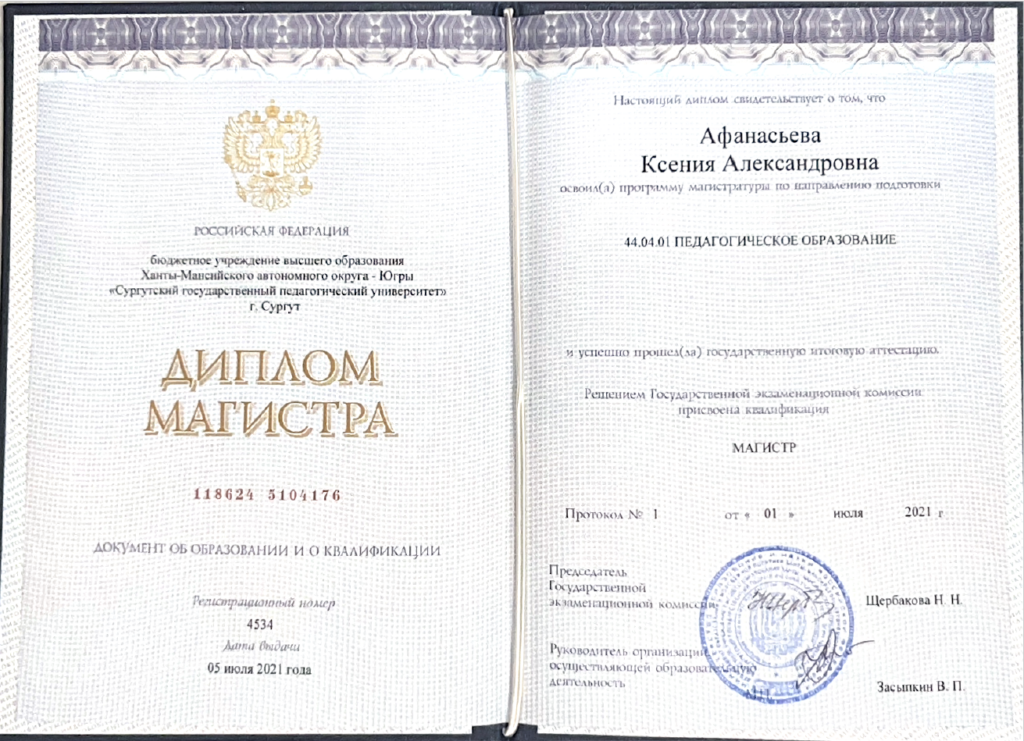 РОССИЙСКАЯ ФЕДЕРАЦИЯ
бюджетное учреждение высшего образования
Ханты-Мансийского автономного округа - Югры
«Сургутский государственный педагогический университет»
г. Сургут
ДИПЛОМ
МАГИСТРА
118624 5104176
ДОКУМЕНТ ОБ ОБРАЗОВАНИИ И О КВАЛИФИКАЦИИ
Регистрационный номер
4534
Дата выдачи
05 июля 2021 года
Настоящий диплом свидетельствует о том, что
Афанасьева
Ксения Александровна
освоил(а) программу магистратуры по направлению подготовки
44.04.01 ПЕДАГОГИЧЕСКОЕ ОБРАЗОВАНИЕ
и успешно прошел(ла) государственную итоговую аттестацию.
Решением Государственной экзаменационной комиссии
присвоена квалификация
МАГИСТР
Протокол № 1 от « 01 » июля 2021 г
Председатель
Государственной
экзаменационной комиссии
Щербакова Н. Н.
Руководитель организации,
осуществляющей образовательную
деятельность
Засыпкин В. П.
М.П.